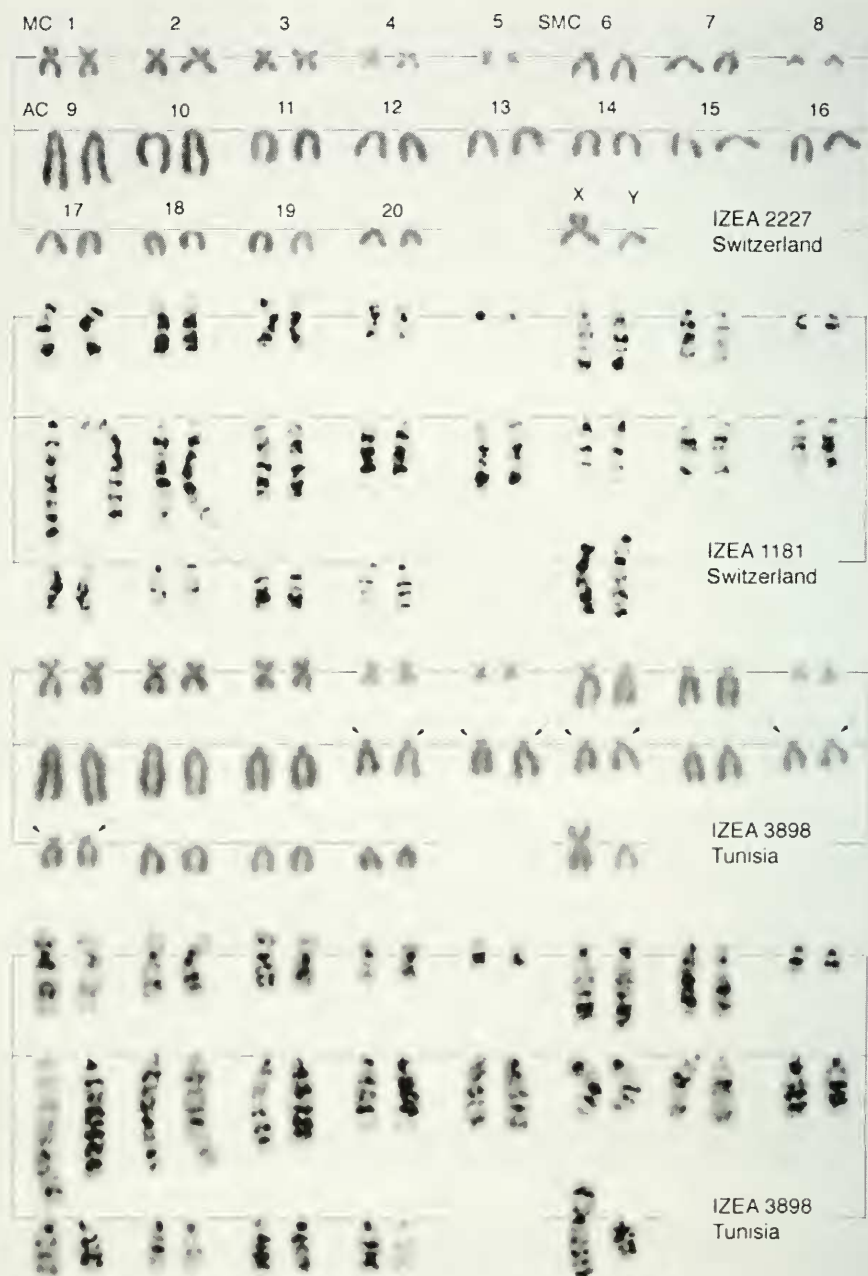 MC 1 2 3 4 5 SMC 6 7 8
AC 9 10 11 12 13 14 15 16
17 18 19 20 X Y
IZEA 2227
Switzerland
IZEA 1181
Switzerland
IZEA 3898
Tunisia
IZEA 3898
Tunisia